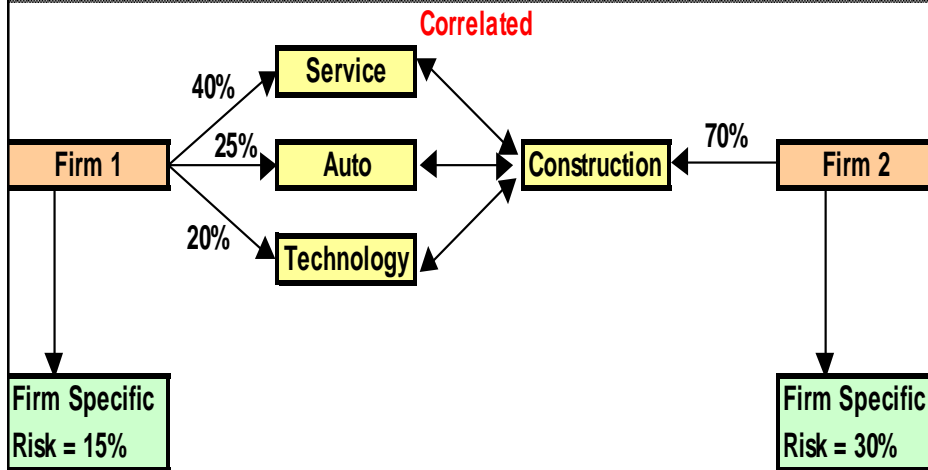 Correlated
Service
40%
25%
70%
Firm 1
Auto
Construction
Firm 2
20%
Technology
Firm Specific
Risk = 15%
Firm Specific
Risk = 30%